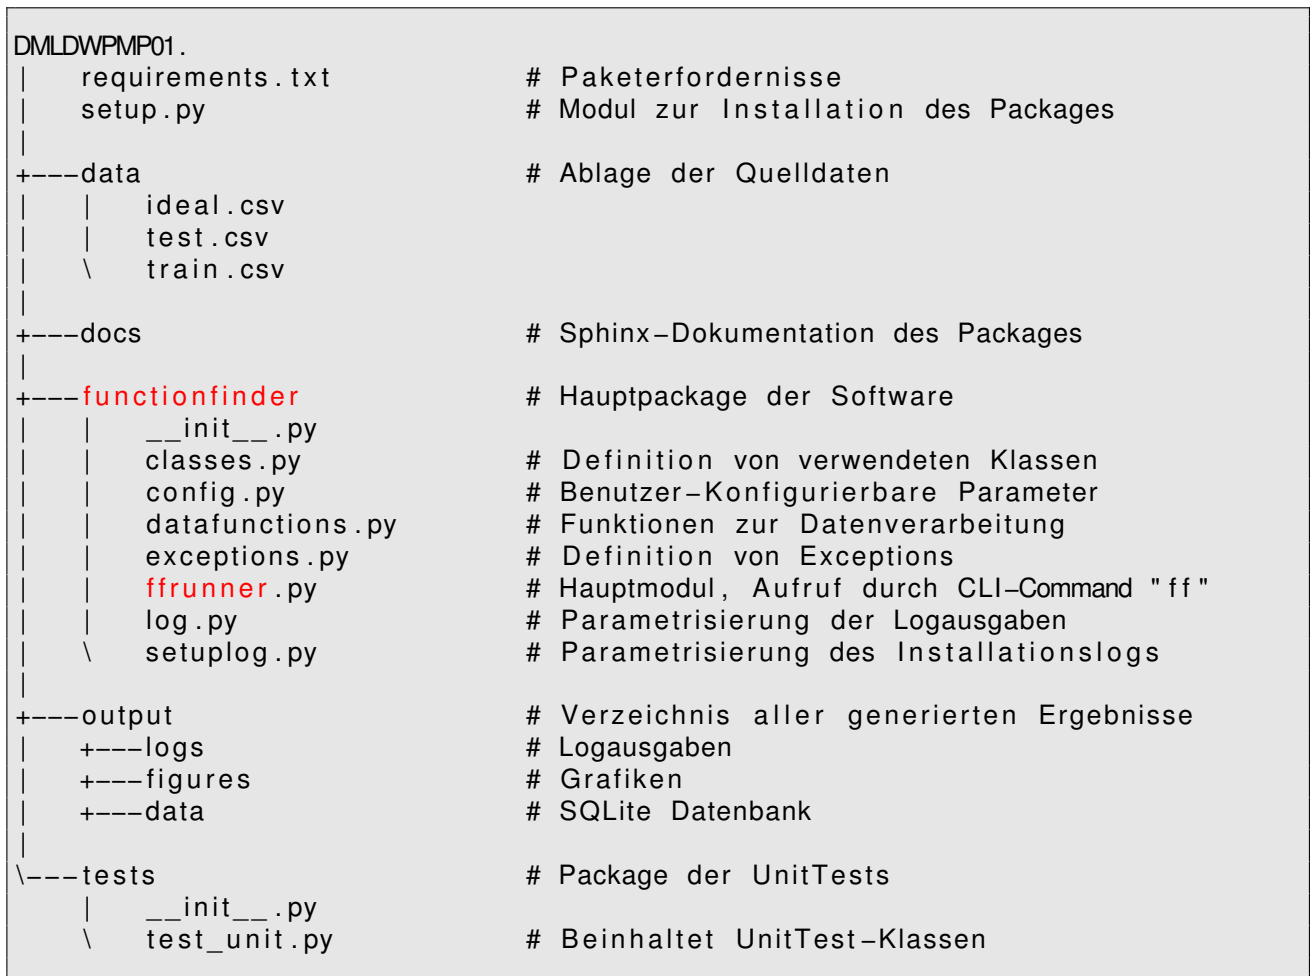 DMLDWPMP01.
|    requirements.txt            # Paketerfordernisse
|    setup.py                    # Modul zur Installation des Packages
|
+---data                         # Ablage der Quelldaten
|    |    ideal.csv
|    |    test.csv
|    \    train.csv
|
+---docs                         # Sphinx-Dokumentation des Packages
|
+---functionfinder               # Hauptpackage der Software
|    |    __init__.py
|    |    classes.py             # Definition von verwendeten Klassen
|    |    config.py              # Benutzer-Konfigurierbare Parameter
|    |    datafunctions.py       # Funktionen zur Datenverarbeitung
|    |    exceptions.py          # Definition von Exceptions
|    |    ffrunner.py            # Hauptmodul, Aufruf durch CLI-Command "ff"
|    |    log.py                 # Parametrisierung der Logausgaben
|    \    setuplog.py            # Parametrisierung des Installationslogs
|
+---output                       # Verzeichnis aller generierten Ergebnisse
|    +---logs                    # Logausgaben
|    +---figures                 # Grafiken
|    +---data                    # SQLite Datenbank
|
\---tests                        # Package der UnitTests
     |    __init__.py
     \    test_unit.py           # Beinhaltet UnitTest-Klassen